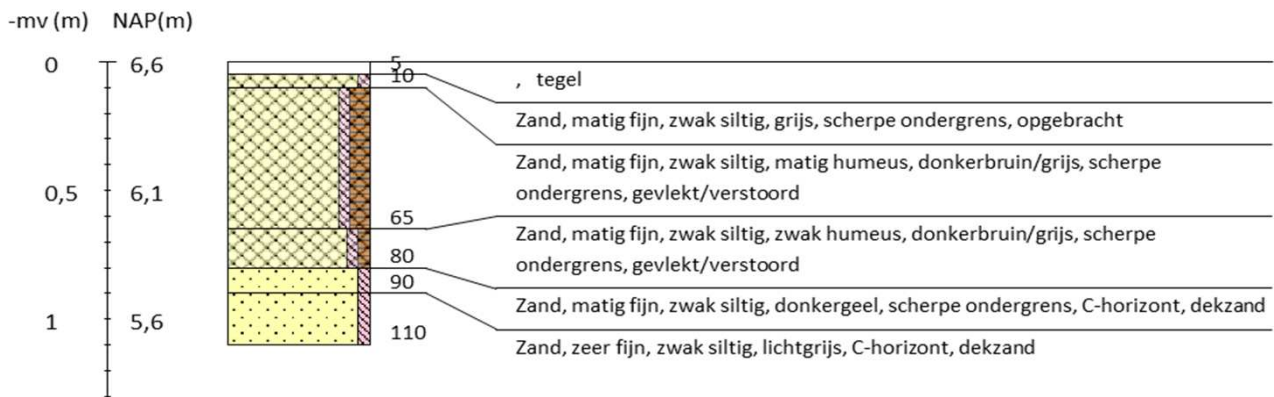 -mv (m) NAP(m)
0 6,6
5
, tegel
10
Zand, matig fijn, zwak siltig, grijs, scherpe ondergrens, opgebracht
Zand, matig fijn, zwak siltig, matig humeus, donkerbruin/grijs, scherpe
ondergrens, gevlekt/verstoord
0,5 6,1
65
Zand, matig fijn, zwak siltig, zwak humeus, donkerbruin/grijs, scherpe
ondergrens, gevlekt/verstoord
80
90
Zand, matig fijn, zwak siltig, donkergeel, scherpe ondergrens, C-horizont, dekzand
1 5,6
110
Zand, zeer fijn, zwak siltig, lichtgrijs, C-horizont, dekzand